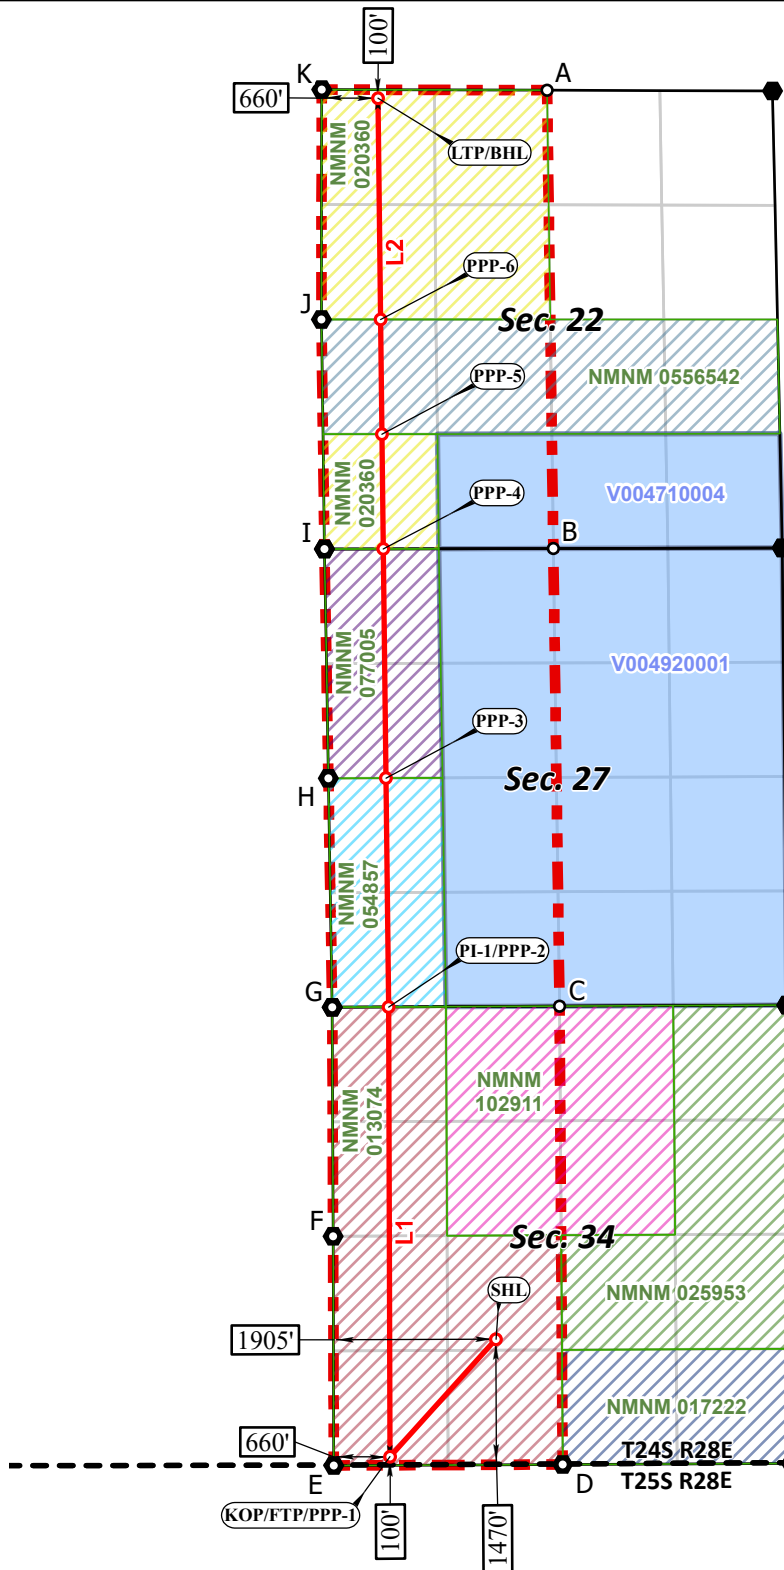 100'
K
A
660'
NMNM
020360
LTP/BHL
L2
PPP-6
J
Sec. 22
PPP-5
NMNM 0556542
NMNM
020360
PPP-4
V004710004
I
B
NMNM
077005
V004920001
PPP-3
Sec. 27
H
NMNM
054857
PI-1/PPP-2
G
C
NMNM
102911
NMNM
013074
F
L1
Sec. 34
SHL
NMNM 025953
1905'
NMNM 017222
660'
T24S R28E
E
D
T25S R28E
KOP/FTP/PPP-1
100'
1470'